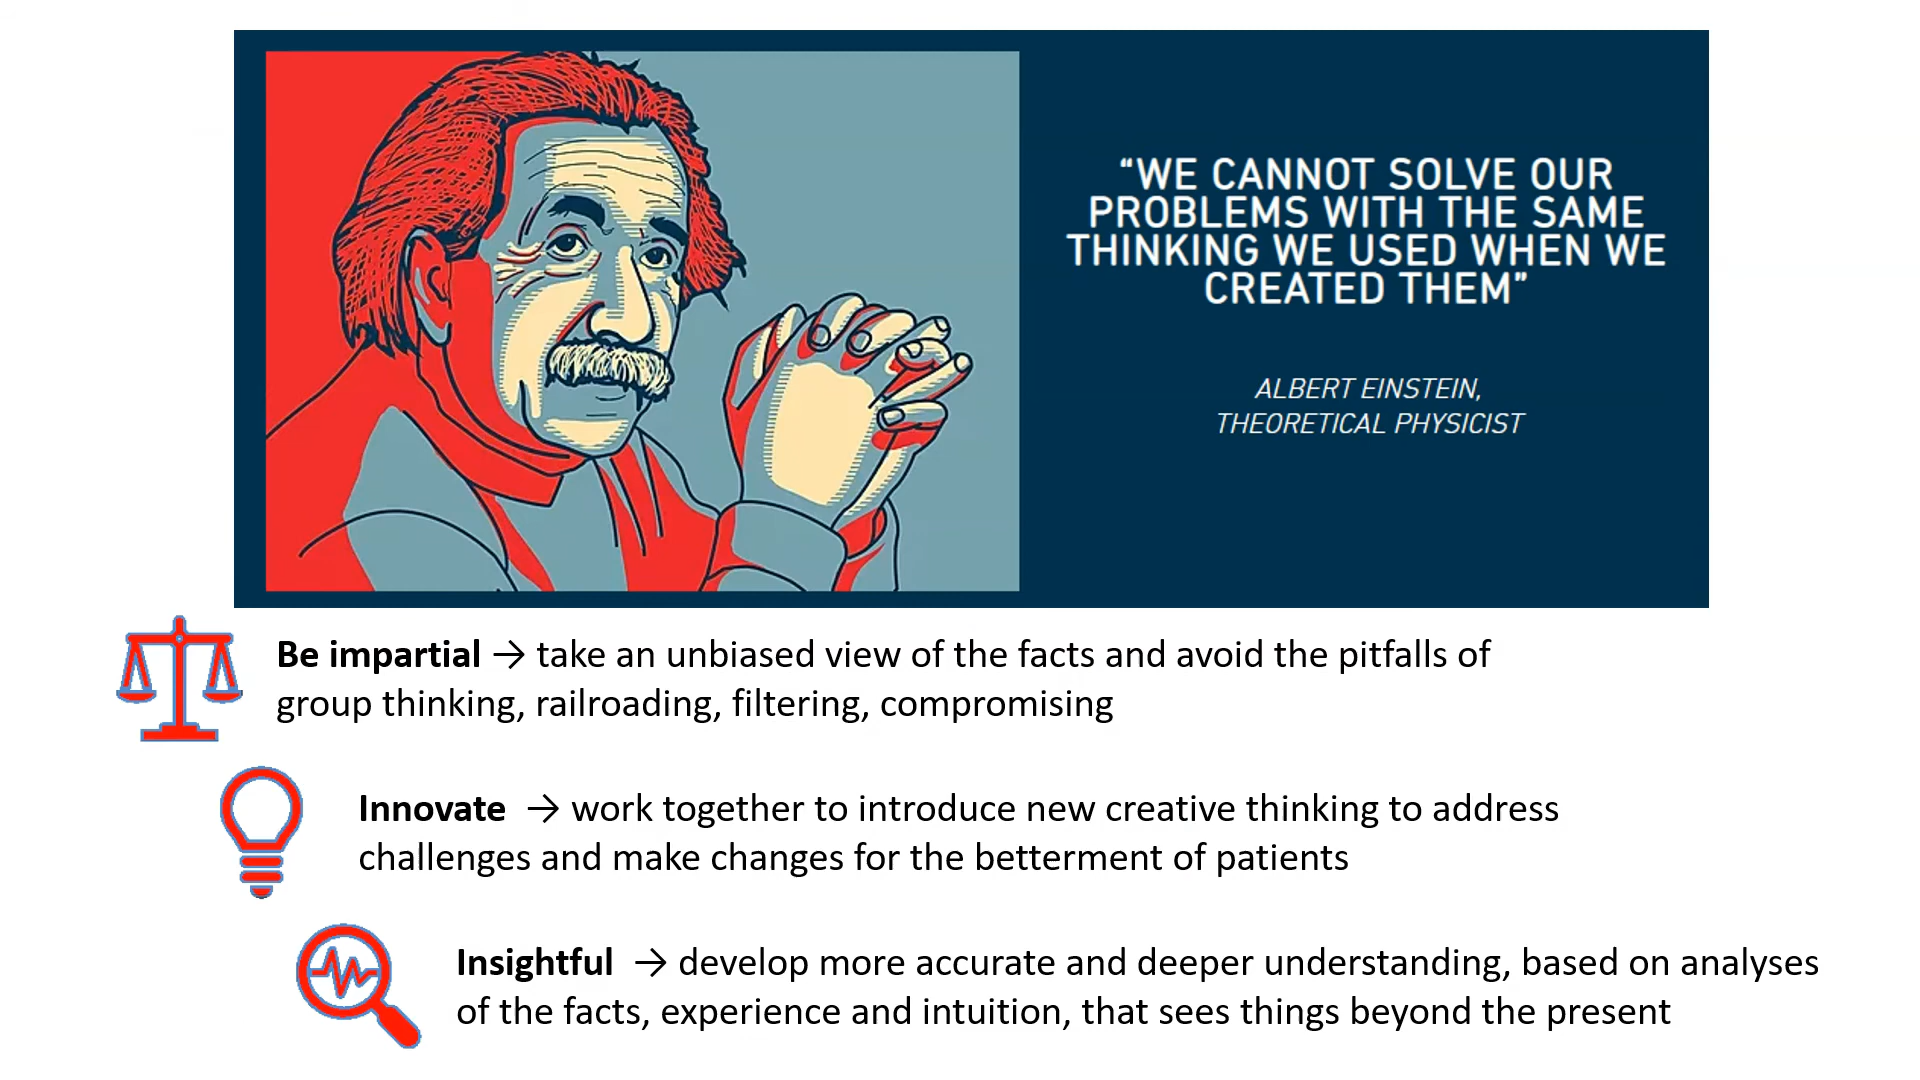 “WE CANNOT SOLVE OUR
PROBLEMS WITH THE SAME
THINKING WE USED WHEN WE
CREATED THEM”
ALBERT EINSTEIN,
THEORETICAL PHYSICIST
Be impartial → take an unbiased view of the facts and avoid the pitfalls of
group thinking, railroading, filtering, compromising
Innovate → work together to introduce new creative thinking to address
challenges and make changes for the betterment of patients
Insightful → develop more accurate and deeper understanding, based on analyses
of the facts, experience and intuition, that sees things beyond the present